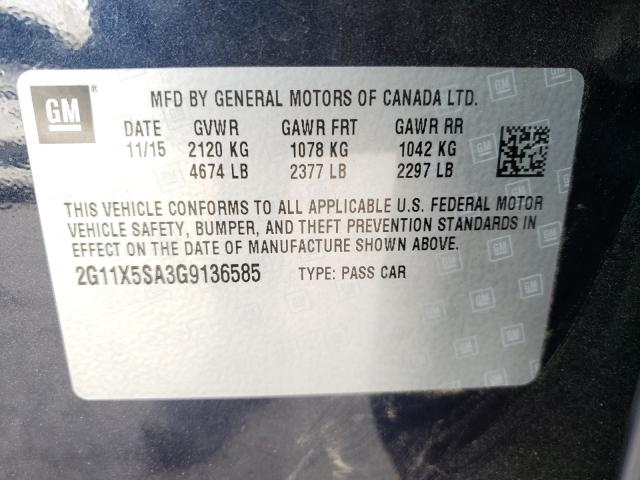 GM
MFD BY GENERAL MOTORS OF CANADA LTD.
DATE GVWR GAWR FRT GAWR RR
11/15 2120 KG 1078 KG 1042 KG
4674 LB 2377 LB 2297 LB
THIS VEHICLE CONFORMS TO ALL APPLICABLE U.S. FEDERAL MOTOR
VEHICLE SAFETY, BUMPER, AND THEFT PREVENTION STANDARDS
IN EFFECT ON THE DATE OF MANUFACTURE SHOWN ABOVE.
2G11X5SA3G9136585 TYPE: PASS CAR